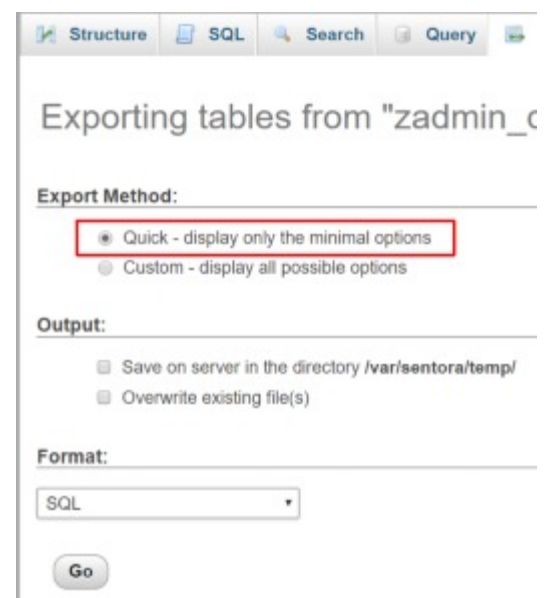 Structure SQL Search Query
Exporting tables from "zadmin_
Export Method:
Quick - display only the minimal options
Custom - display all possible options
Output:
Save on server in the directory /var/sentora/temp/
Overwrite existing file(s)
Format:
SQL
Go